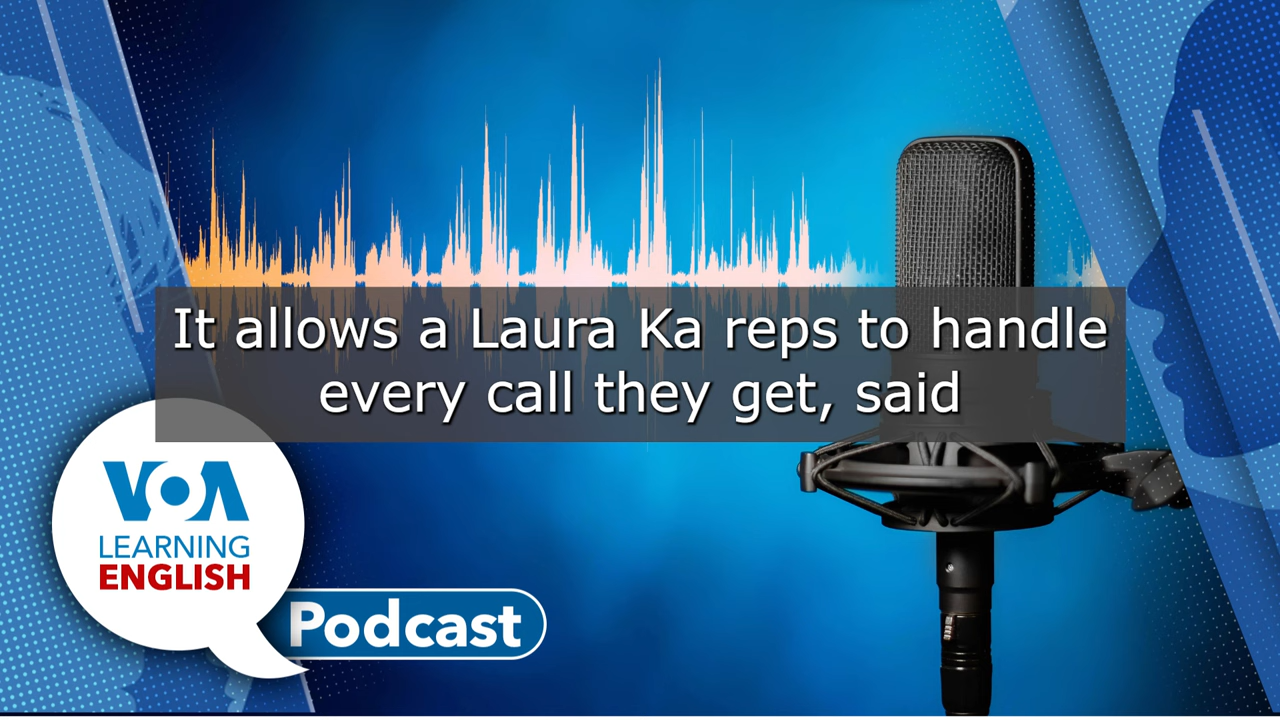 It allows a Laura Ka reps to handle
every call they get, said
VOA
LEARNING
ENGLISH
Podcast